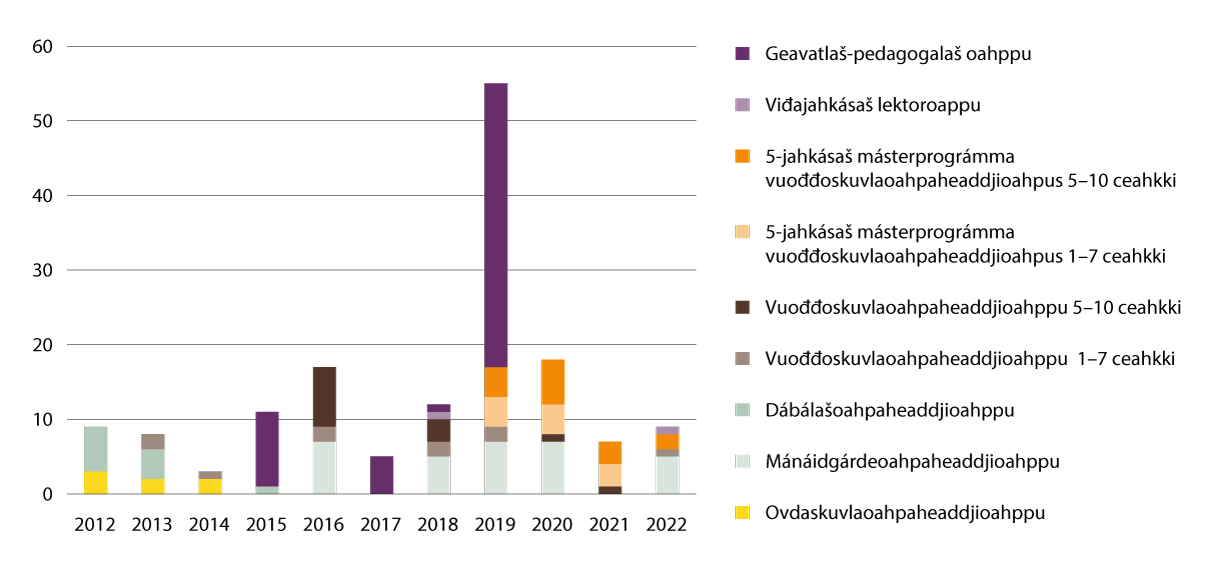 60
50
40
30
20
10
0
2012 2013 2014 2015 2016 2017 2018 2019 2020 2021 2022
Geavatlaš-pedagogalaš oahppu
Viđajahkásaš lektoroappu
5-jahkásaš másterprográmma
vuođđoskuvlaoahpaheaddjioahpus 5–10 ceahkki
5-jahkásaš másterprográmma
vuođđoskuvlaoahpaheaddjioahpus 1–7 ceahkki
Vuođđoskuvlaoahpaheaddjioahppu 5–10 ceahkki
Vuođđoskuvlaoahpaheaddjioahppu 1–7 ceahkki
Dábálašoahpaheaddjioahppu
Mánáidgárdeoahpaheaddjioahppu
Ovdaskuvlaoahpaheaddjioahppu